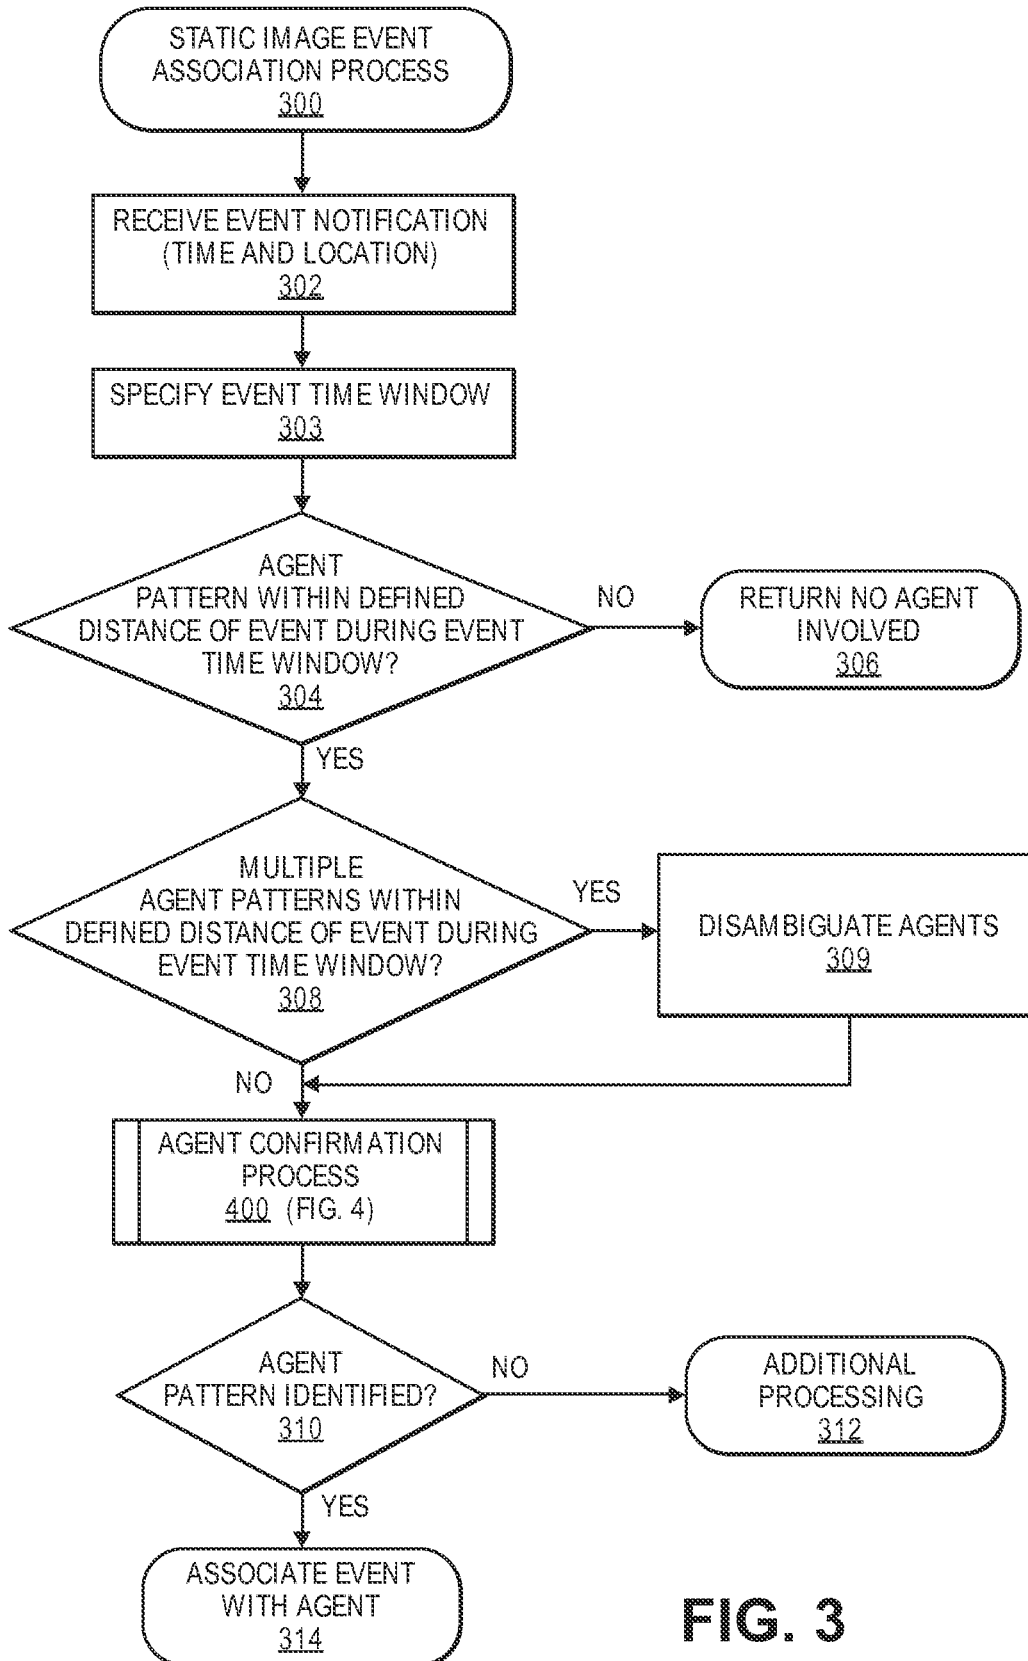 STATIC IMAGE EVENT
ASSOCIATION PROCESS
300
RECEIVE EVENT NOTIFICATION
(TIME AND LOCATION)
302
SPECIFY EVENT TIME WINDOW
303
AGENT
PATTERN WITHIN DEFINED
DISTANCE OF EVENT DURING EVENT
TIME WINDOW?
304
NO
RETURN NO AGENT
INVOLVED
306
YES
MULTIPLE
AGENT PATTERNS WITHIN
DEFINED DISTANCE OF EVENT DURING
EVENT TIME WINDOW?
308
YES
DISAMBIGUATE AGENTS
309
NO
AGENT CONFIRMATION
PROCESS
400 (FIG. 4)
AGENT
PATTERN IDENTIFIED?
310
NO
ADDITIONAL
PROCESSING
312
YES
ASSOCIATE EVENT
WITH AGENT
314
FIG. 3